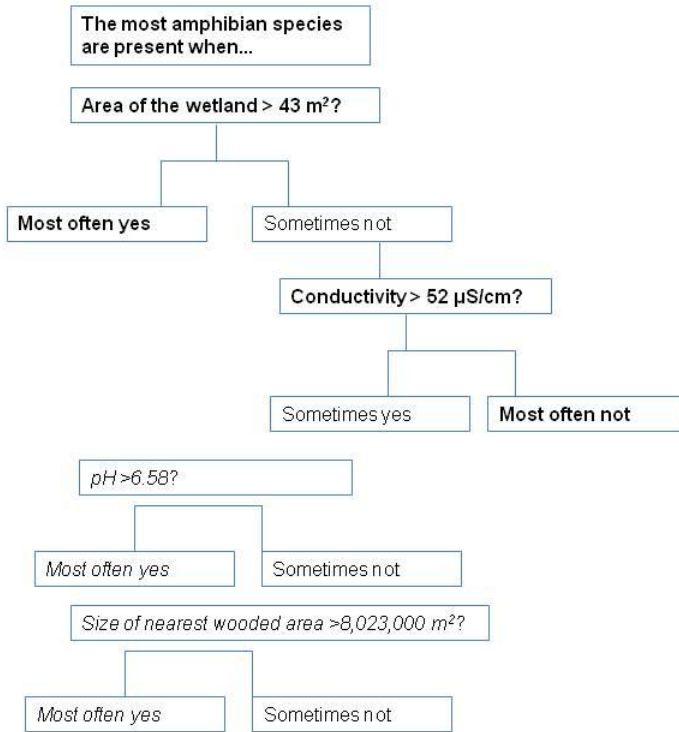 The most amphibian species
are present when...
Area of the wetland > 43 m²?
Most often yes
Sometimes not
Conductivity > 52 µS/cm?
Sometimes yes
Most often not
pH >6.58?
Most often yes
Sometimes not
Size of nearest wooded area >8,023,000 m²?
Most often yes
Sometimes not